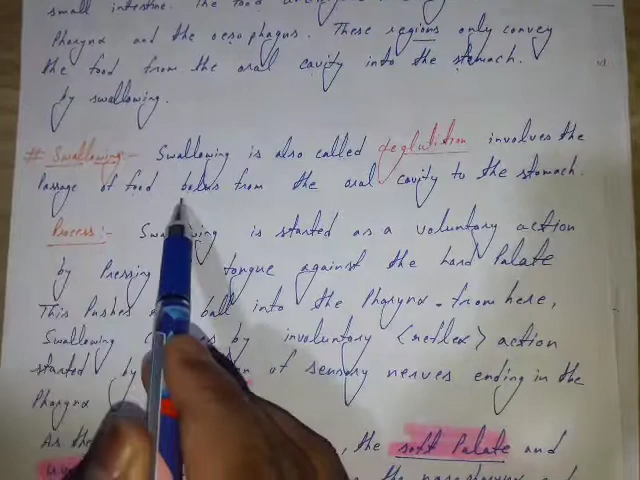 small intestine. The food
Pharynx and the oesophagus. These regions only convey
the food from the oral cavity into the stomach.
by swallowing.
# Swallowing:- Swallowing is also called deglutition involves the
Passage of food bolus from the oral cavity to the stomach.
Process:- Swallowing is started as a voluntary action
by Pressing tongue against the hard Palate
This Pushes ball into the Pharynx. from here,
Swallowing by involuntary <reflex> action
started by of sensory nerves ending in the
Pharynx
As the , the soft Palate and
the nasopharynx and